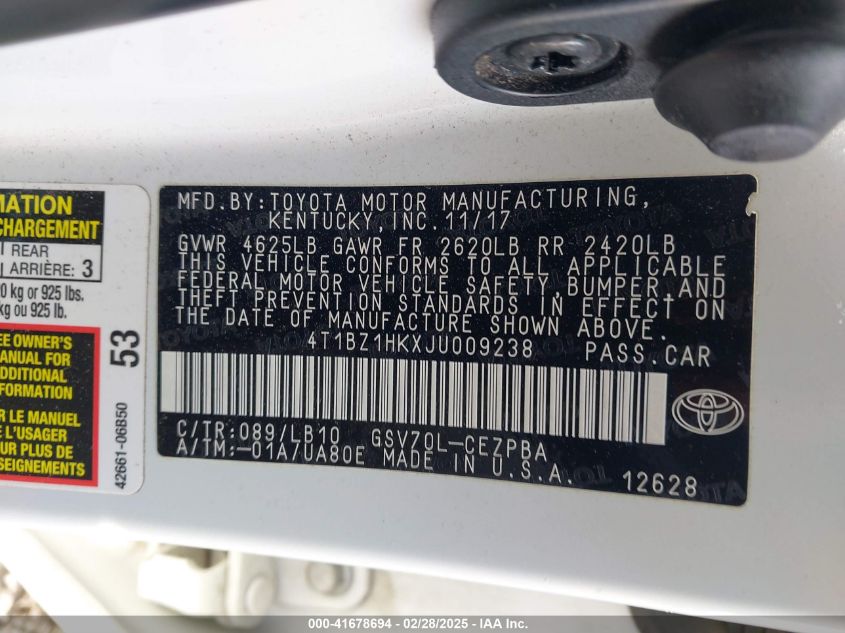 MATION
CHARGEMENT
REAR
ARRIÈRE: 3
0 kg or 925 lbs.
kg ou 925 lb.
EE OWNER'S
MANUAL FOR
ADDITIONAL
NFORMATION
R LE MANUEL
E L'USAGER
UR PLUS DE
SEIGNEMENTS
53
42661-06B50
MFD.BY:TOYOTA MOTOR MANUFACTURING,
KENTUCKY,INC.11/17
GVWR 4625LB GAWR FR 2620LB RR 2420LB
THIS VEHICLE CONFORMS TO ALL APPLICABLE
FEDERAL MOTOR VEHICLE SAFETY,BUMPER,AND
THEFT PREVENTION STANDARDS IN EFFECT ON
THE DATE OF MANUFACTURE SHOWN ABOVE.
4T1BZ1HKXJU009238 PASS.CAR
C/TR:089/LB10 GSV70L-CEZPBA
A/TM:-01A/UA80E MADE IN U.S.A.
12628
000-41678694 / 02/28/2025 - IAA Inc.